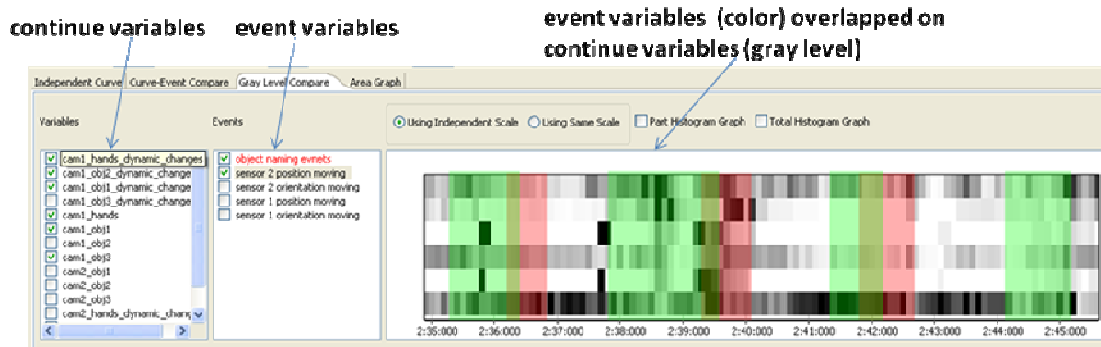 continue variables
event variables
event variables (color) overlapped on
continue variables (gray level)
Independent Curve
Curve-Event Compare
Gray Level Compare
Area Graph
Variables
Events
Using Independent Scale
Using Same Scale
Part Histogram Graph
Total Histogram Graph
cam1_hands_dynamic_changes
cam1_obj2_dynamic_change
cam1_obj1_dynamic_change
cam1_obj3_dynamic_change
cam1_hands
cam1_obj1
cam1_obj2
cam1_obj3
cam2_obj1
cam2_obj2
cam2_obj3
cam2_hands_dynamic_chang
object naming evnets
sensor 2 position moving
sensor 2 orientation moving
sensor 1 position moving
sensor 1 orientation moving
2:35:000 2:36:000 2:37:000 2:38:000 2:39:000 2:40:000 2:41:000 2:42:000 2:43:000 2:44:000 2:45:000